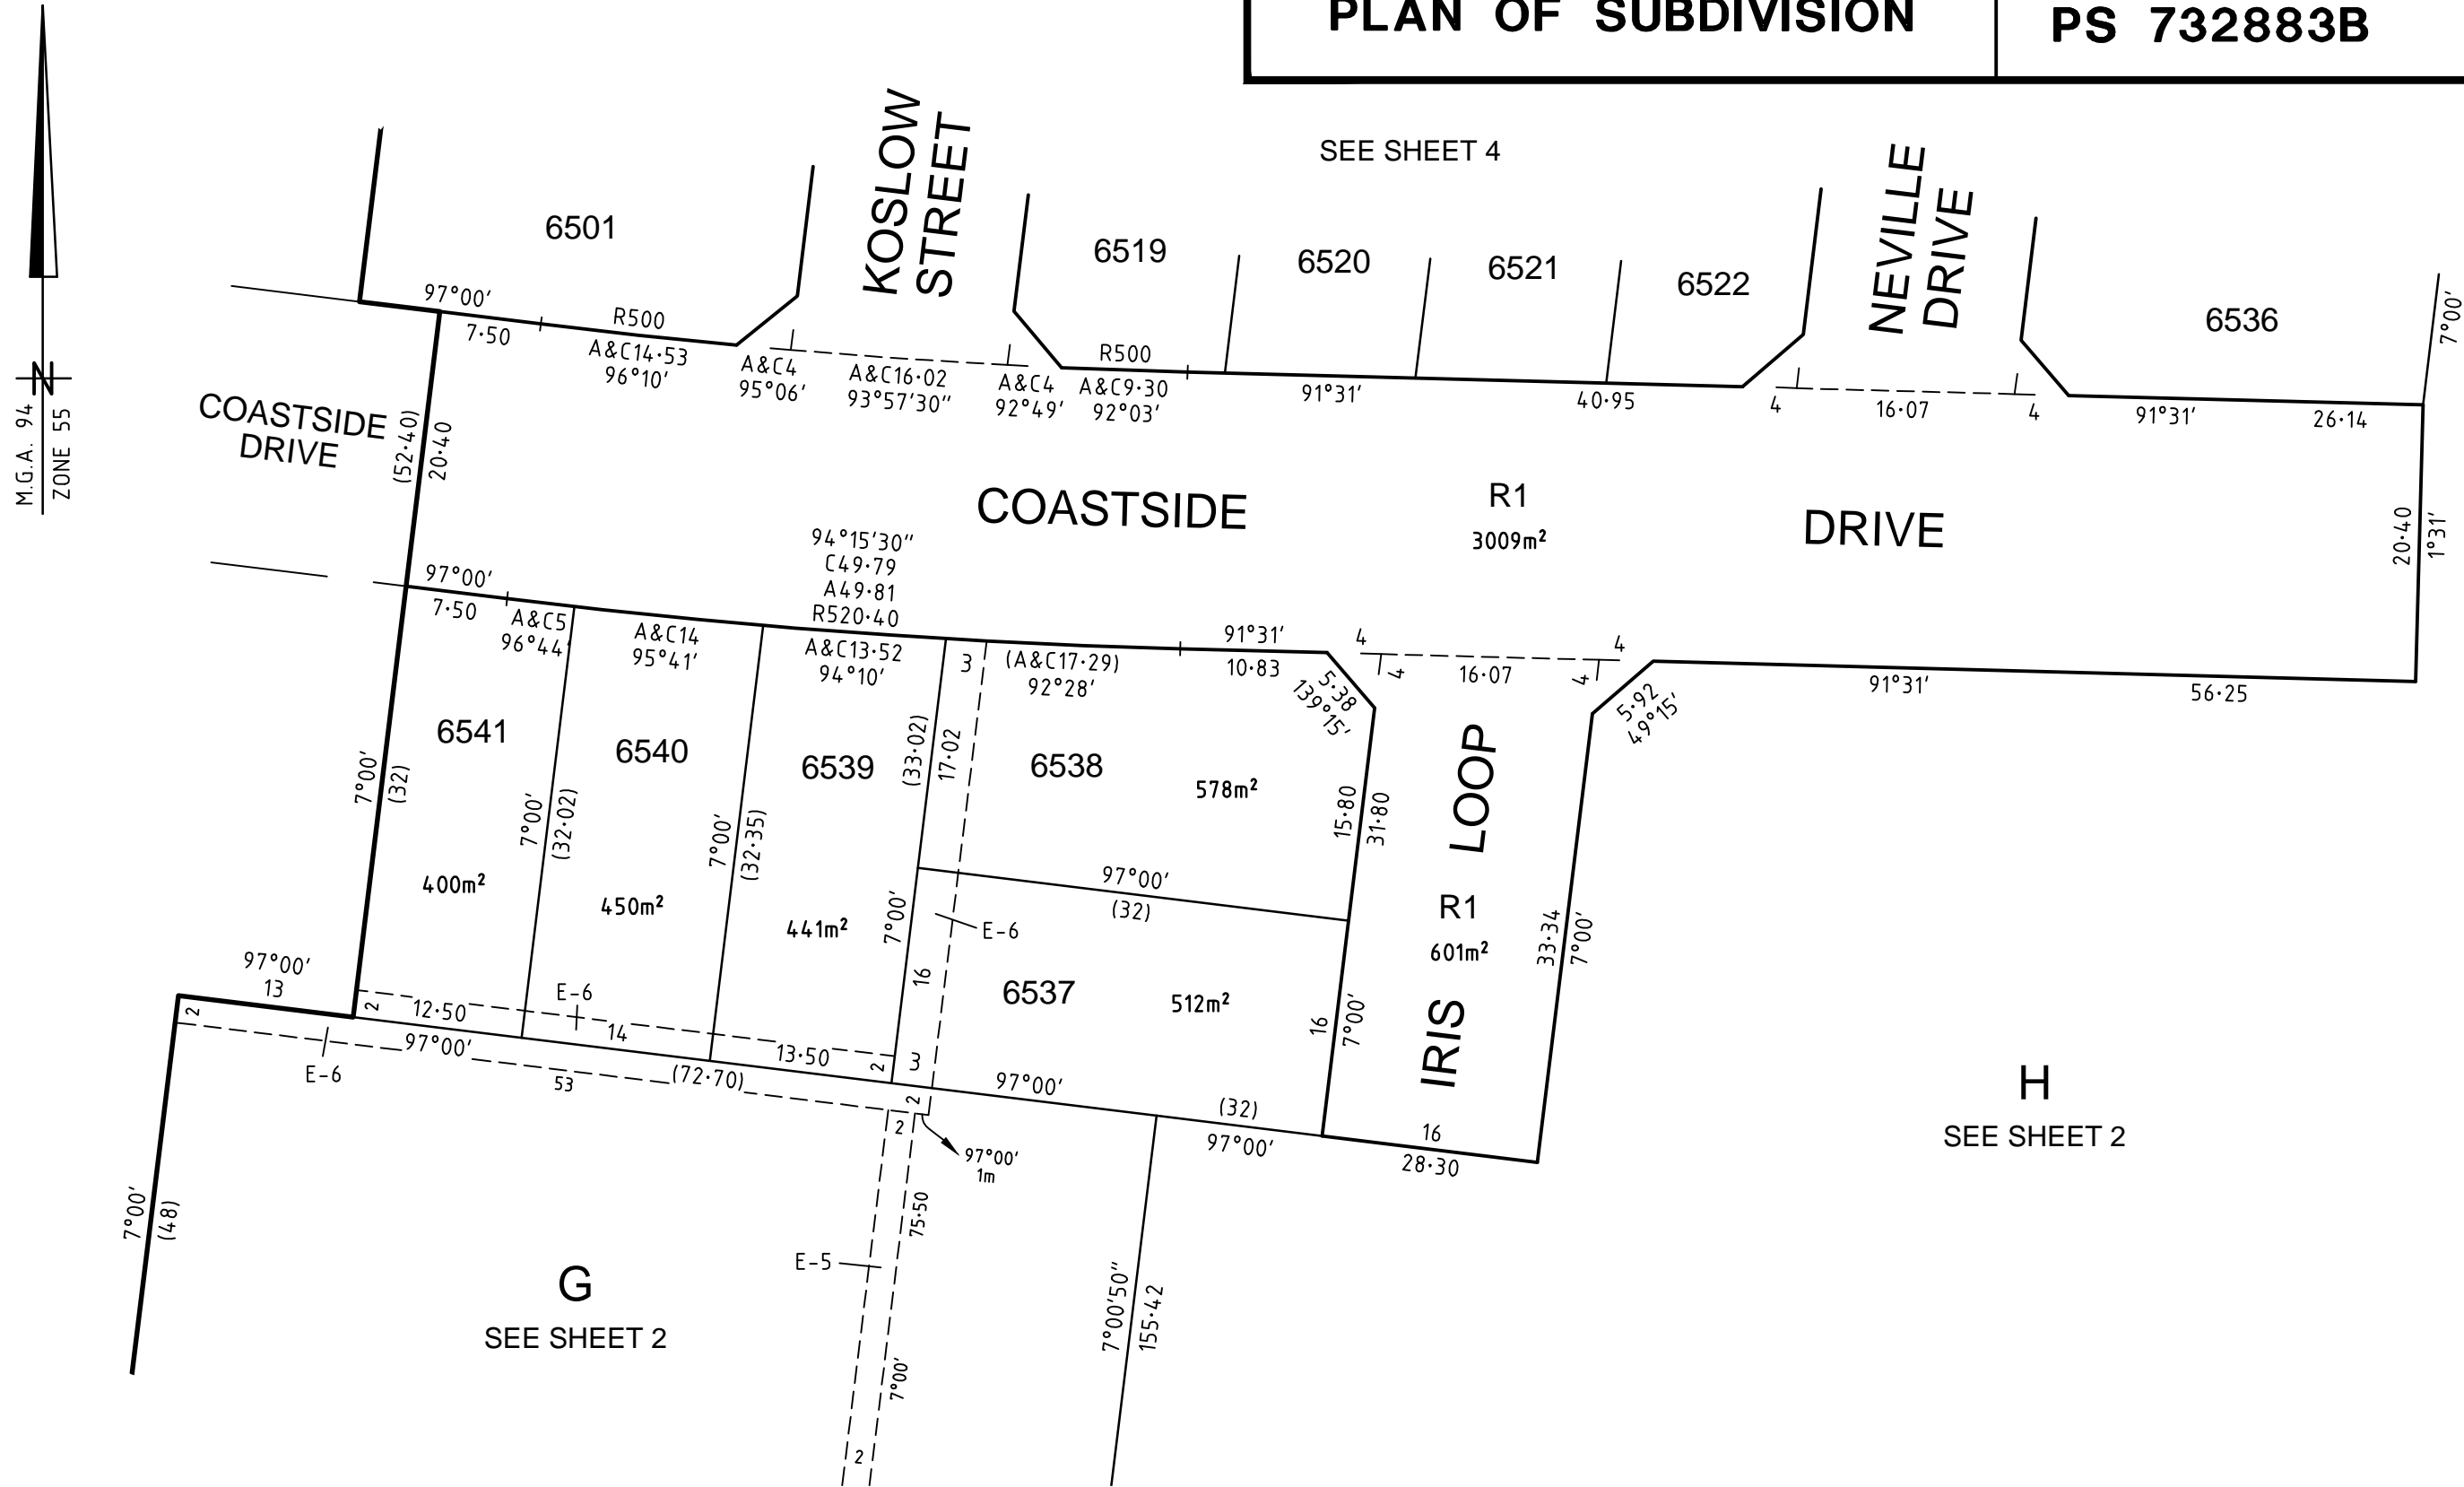 PLAN OF SUBDIVISION
PS 732883B
SEE SHEET 4
KOSLOW
STREET
NEVILLE
DRIVE
6501
6519
6520
6521
6522
6536
7°00'
97°00'
7·50
R500
A&C14·53
96°10'
A&C4
95°06'
A&C16·02
93°57'30"
A&C4
92°49'
R500
A&C9·30
92°03'
91°31'
40·95
4
16·07
4
91°31'
26·14
N
M.G.A. 94
ZONE 55
COASTSIDE
DRIVE
(52·40)
20·40
COASTSIDE
R1
3009m²
DRIVE
20·40
1°31'
94°15'30"
C49·79
A49·81
R520·40
97°00'
7·50
A&C5
96°44'
A&C14
95°41'
A&C13·52
94°10'
3
(A&C17·29)
92°28'
91°31'
10·83
4
4
16·07
4
4
5·38
139°15'
5·92
49°15'
91°31'
56·25
6541
6540
6539
6538
578m²
7°00'
(32)
7°00'
(32·02)
7°00'
(32·35)
(33·02)
17·02
15·80
31·80
LOOP
400m²
450m²
441m²
7°00'
97°00'
(32)
E-6
R1
601m²
33·34
7°00'
16
6537
512m²
16
7°00'
IRIS
97°00'
13
2
2
12·50
E-6
14
13·50
2
3
97°00'
E-6
53
(72·70)
2
2
97°00'
1m
97°00'
(32)
97°00'
16
28·30
H
SEE SHEET 2
7°00'
(48)
75·50
E-5
G
SEE SHEET 2
7°00'50"
155·42
7°00'
2